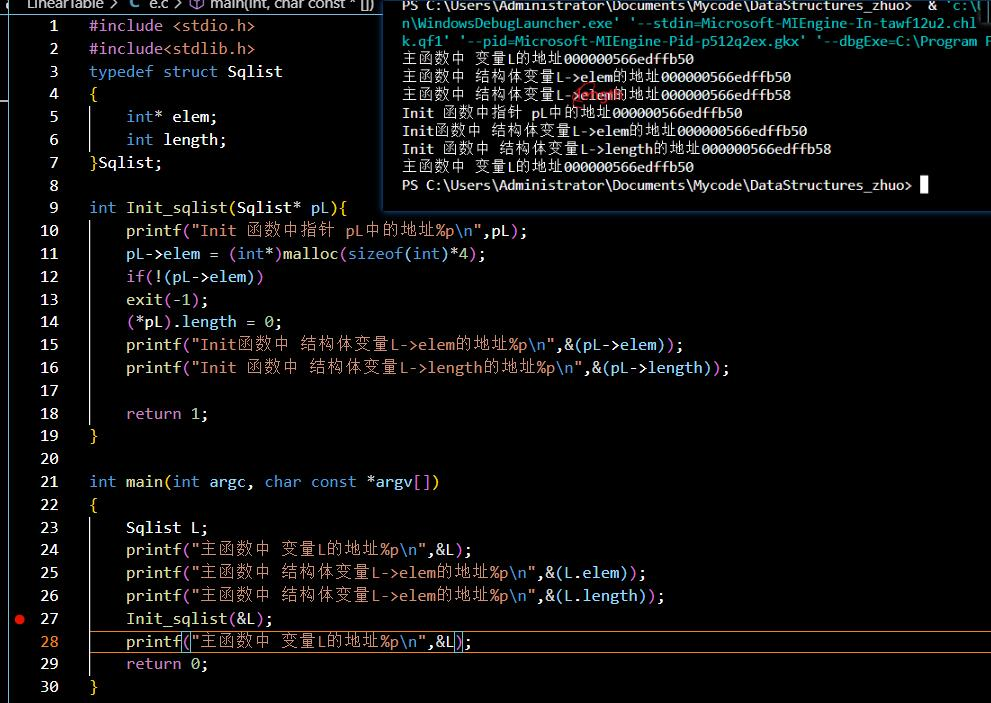 LinearTable > C e.c > main(int, char const * [])
1 #include <stdio.h>
2 #include<stdlib.h>
3 typedef struct Sqlist
4 {
5 int* elem;
6 int length;
7 }Sqlist;
8
9 int Init_sqlist(Sqlist* pL){
10 printf("Init 函数中指针 pL中的地址%p\n",pL);
11 pL->elem = (int*)malloc(sizeof(int)*4);
12 if(!(pL->elem))
13 exit(-1);
14 (*pL).length = 0;
15 printf("Init函数中 结构体变量L->elem的地址%p\n",&(pL->elem));
16 printf("Init 函数中 结构体变量L->length的地址%p\n",&(pL->length));
17
18 return 1;
19 }
20
21 int main(int argc, char const *argv[])
22 {
23 Sqlist L;
24 printf("主函数中 变量L的地址%p\n",&L);
25 printf("主函数中 结构体变量L->elem的地址%p\n",&(L.elem));
26 printf("主函数中 结构体变量L->elem的地址%p\n",&(L.length));
27 Init_sqlist(&L);
28 printf("主函数中 变量L的地址%p\n",&L);
29 return 0;
30 }
PS C:\Users\Administrator\Documents\Mycode\DataStructures_zhuo> & 'c:\
n\WindowsDebugLauncher.exe' '--stdin=Microsoft-MIEngine-In-tawf12u2.chl
k.qf1' '--pid=Microsoft-MIEngine-Pid-p512q2ex.gkx' '--dbgExe=C:\Program F
主函数中 变量L的地址000000566edffb50
主函数中 结构体变量L->elem的地址000000566edffb50
主函数中 结构体变量L->elem的地址000000566edffb58
length
Init 函数中指针 pL中的地址000000566edffb50
Init函数中 结构体变量L->elem的地址000000566edffb50
Init 函数中 结构体变量L->length的地址000000566edffb58
主函数中 变量L的地址000000566edffb50
PS C:\Users\Administrator\Documents\Mycode\DataStructures_zhuo>